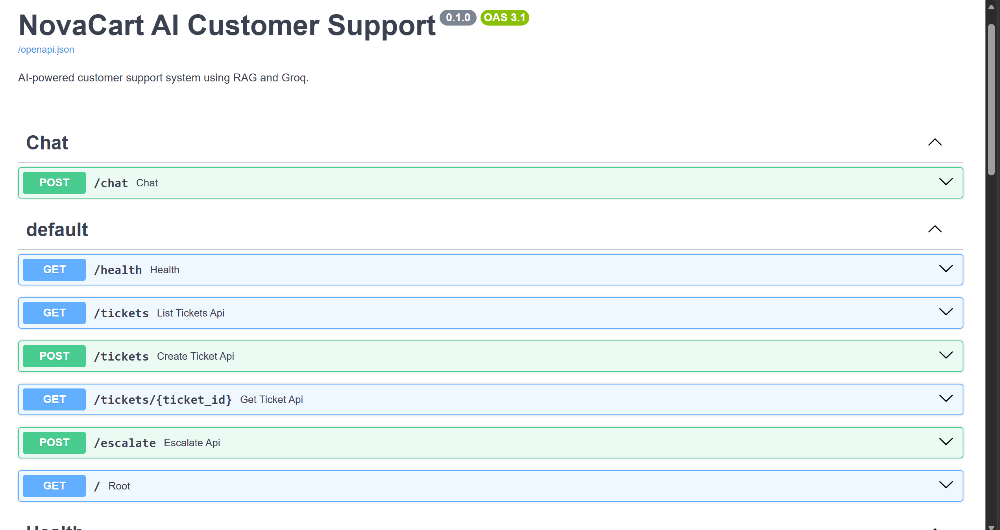 NovaCart AI Customer Support 0.1.0 OAS 3.1
/openapi.json
AI-powered customer support system using RAG and Groq.
Chat
POST /chat Chat
default
GET /health Health
GET /tickets List Tickets Api
POST /tickets Create Ticket Api
GET /tickets/{ticket_id} Get Ticket Api
POST /escalate Escalate Api
GET / Root
Health